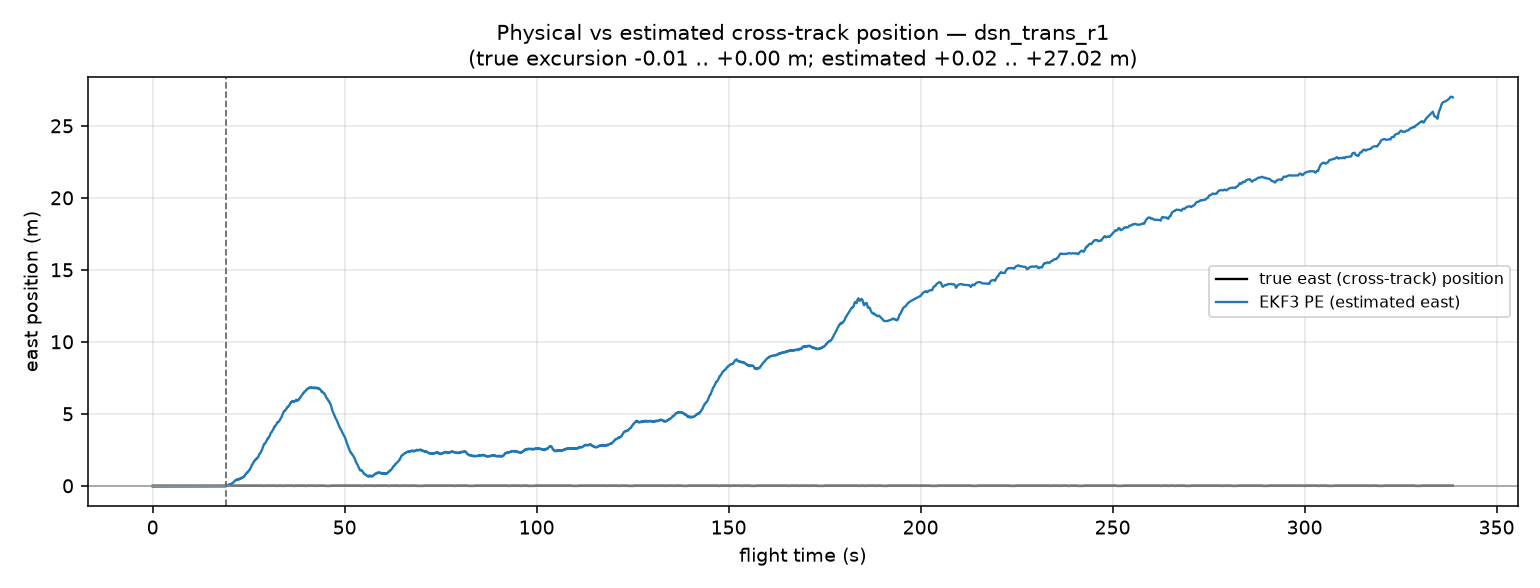 Physical vs estimated cross-track position — dsn_trans_r1
(true excursion -0.01 .. +0.00 m; estimated +0.02 .. +27.02 m)
east position (m)
25
20
15
10
5
0
true east (cross-track) position
EKF3 PE (estimated east)
0 50 100 150 200 250 300 350
flight time (s)